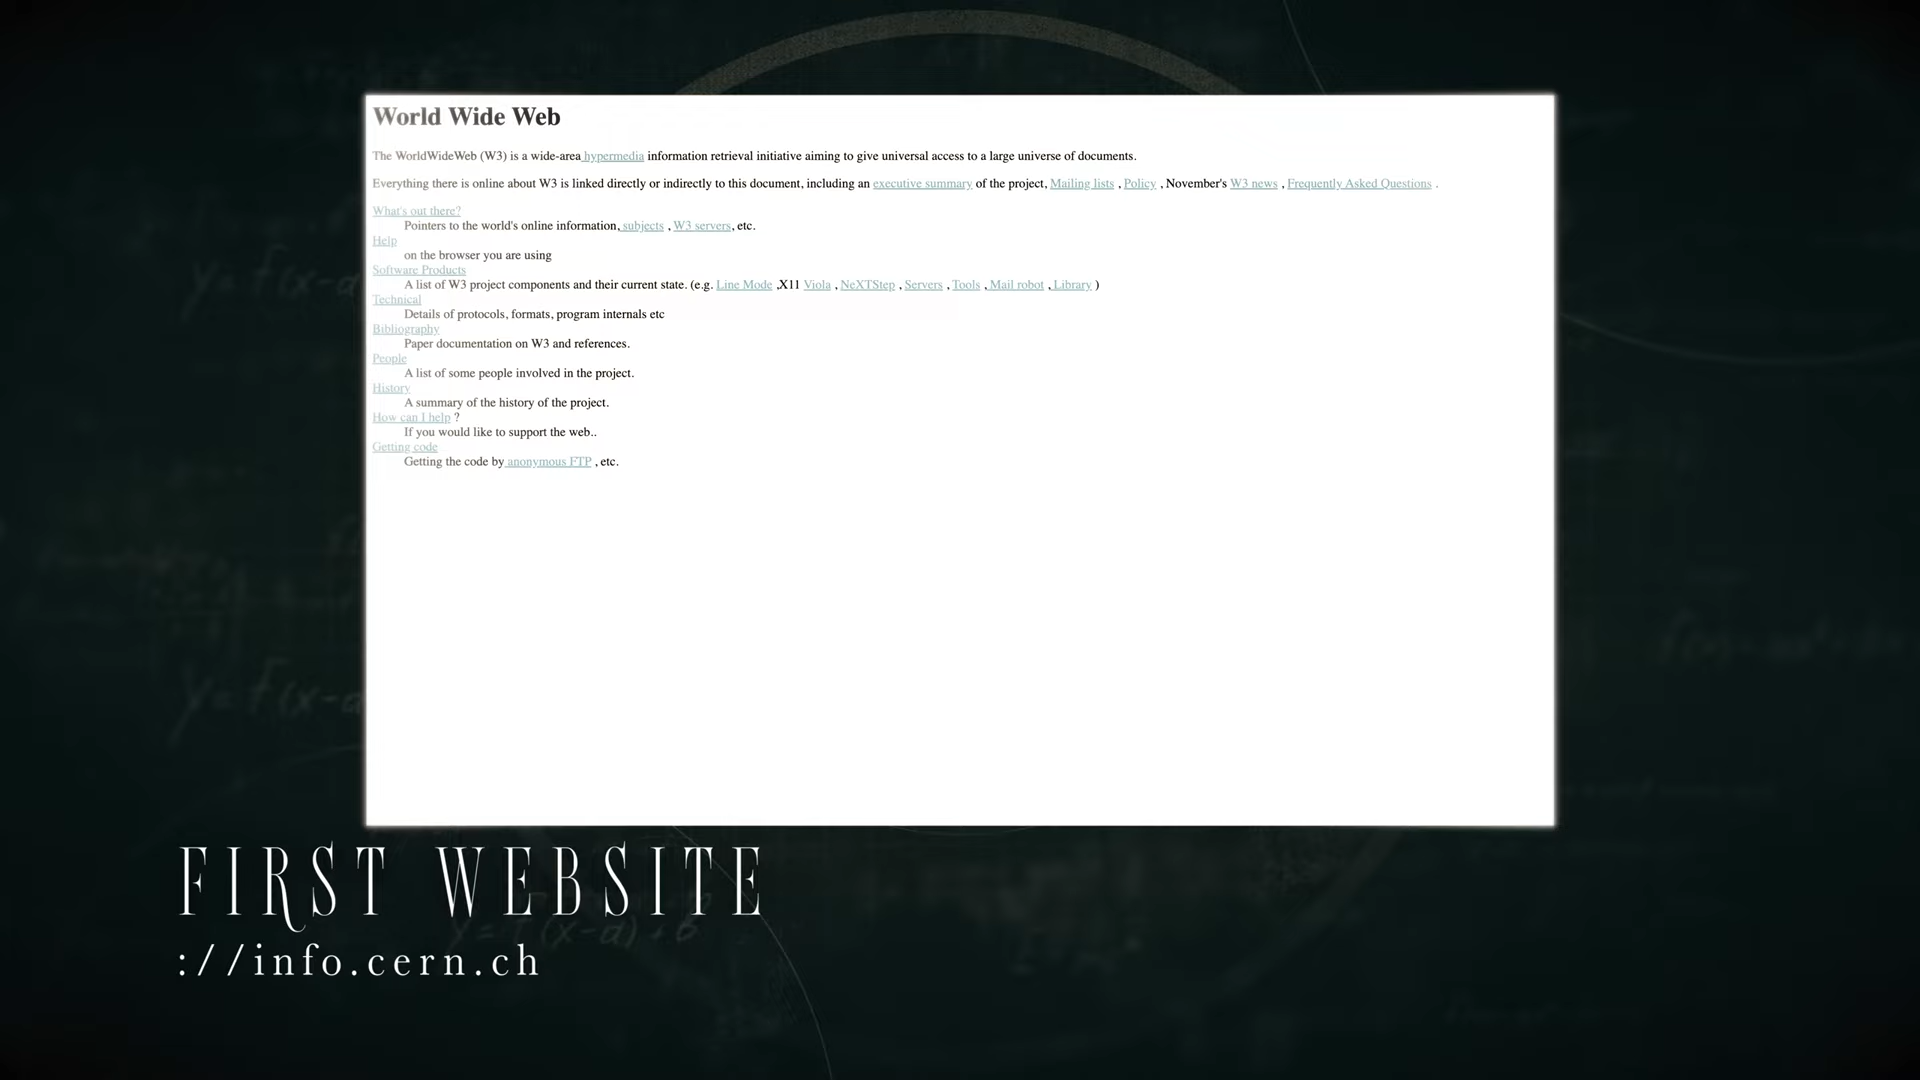 World Wide Web
The WorldWideWeb (W3) is a wide-area hypermedia information retrieval initiative aiming to give universal access to a large universe of documents.
Everything there is online about W3 is linked directly or indirectly to this document, including an executive summary of the project, Mailing lists , Policy , November's W3 news , Frequently Asked Questions .
What's out there?
Pointers to the world's online information, subjects , W3 servers, etc.
Help
on the browser you are using
Software Products
A list of W3 project components and their current state. (e.g. Line Mode ,X11 Viola , NeXTStep , Servers , Tools , Mail robot , Library )
Technical
Details of protocols, formats, program internals etc
Bibliography
Paper documentation on W3 and references.
People
A list of some people involved in the project.
History
A summary of the history of the project.
How can I help ?
If you would like to support the web..
Getting code
Getting the code by anonymous FTP , etc.
y=f(x-a
y=f(x-a
FIRST WEBSITE
y=f(x-a)+b
://info.cern.ch